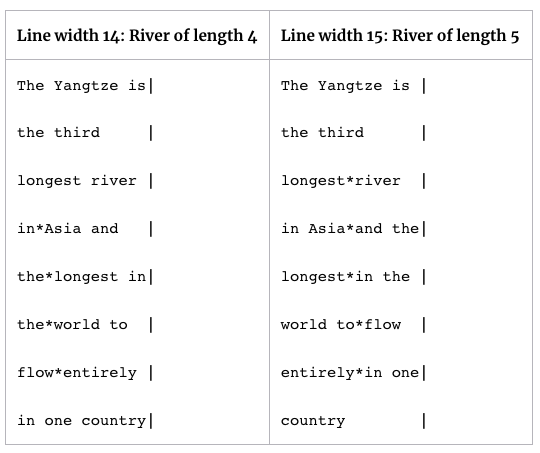 Line width 14: River of length 4
The Yangtze is|
the third     |
longest river |
in*Asia and   |
the*longest in|
the*world to  |
flow*entirely |
in one country|
Line width 15: River of length 5
The Yangtze is |
the third      |
longest*river  |
in Asia*and the|
longest*in the |
world to*flow  |
entirely*in one|
country        |